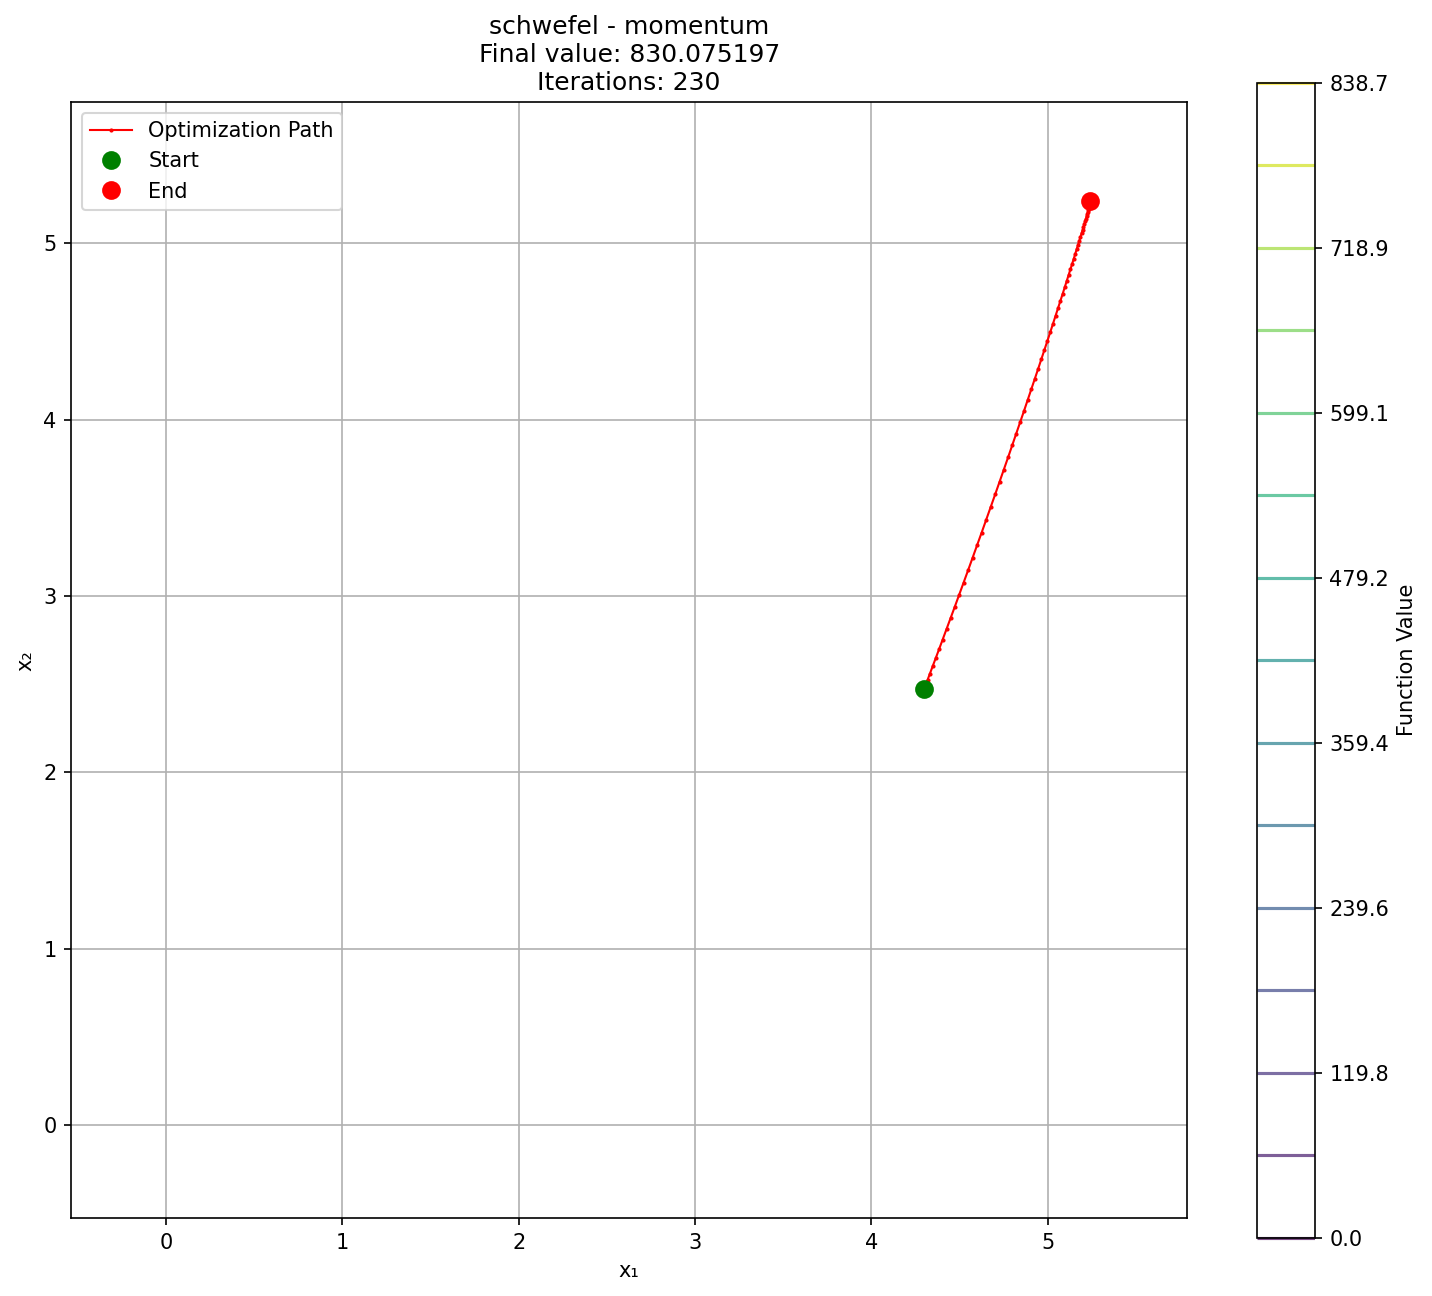 schwefel - momentum
Final value: 830.075197
Iterations: 230
Optimization Path
Start
End
5
4
3
2
1
0
x₂
0
1
2
3
4
5
x₁
838.7
718.9
599.1
479.2
359.4
239.6
119.8
0.0
Function Value